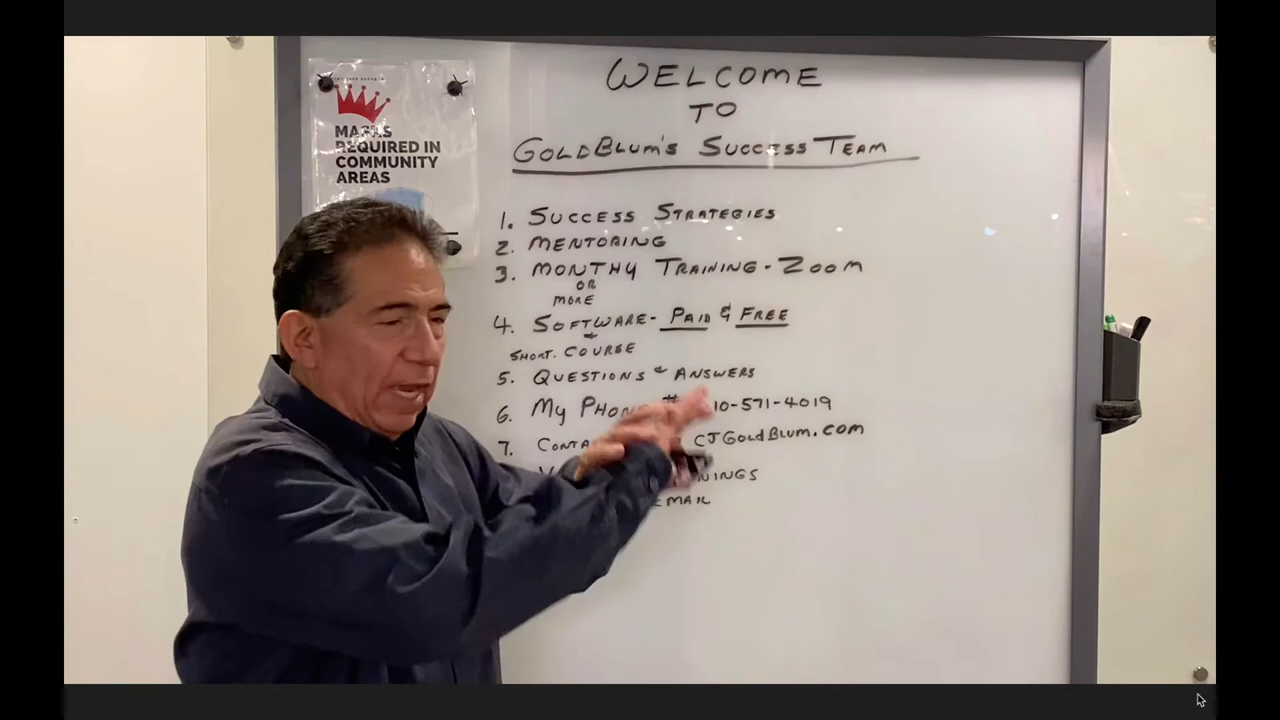 MASKS
REQUIRED IN
COMMUNITY
AREAS
WELCOME
TO
GOLDBLUM'S SUCCESS TEAM
1. SUCCESS STRATEGIES
2. MENTORING
3. MONTHY TRAINING - ZOOM
OR
MORE
4. SOFTWARE - PAID & FREE
&
SHORT. COURSE
5. QUESTIONS & ANSWERS
6. My PHONE # 10-571-4019
7. CJGOLDBLUM.COM
EMAIL